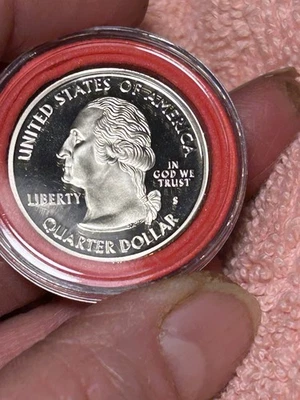 UNITED STATES OF AMERICA
IN
GOD WE
TRUST
LIBERTY
S
QUARTER DOLLAR